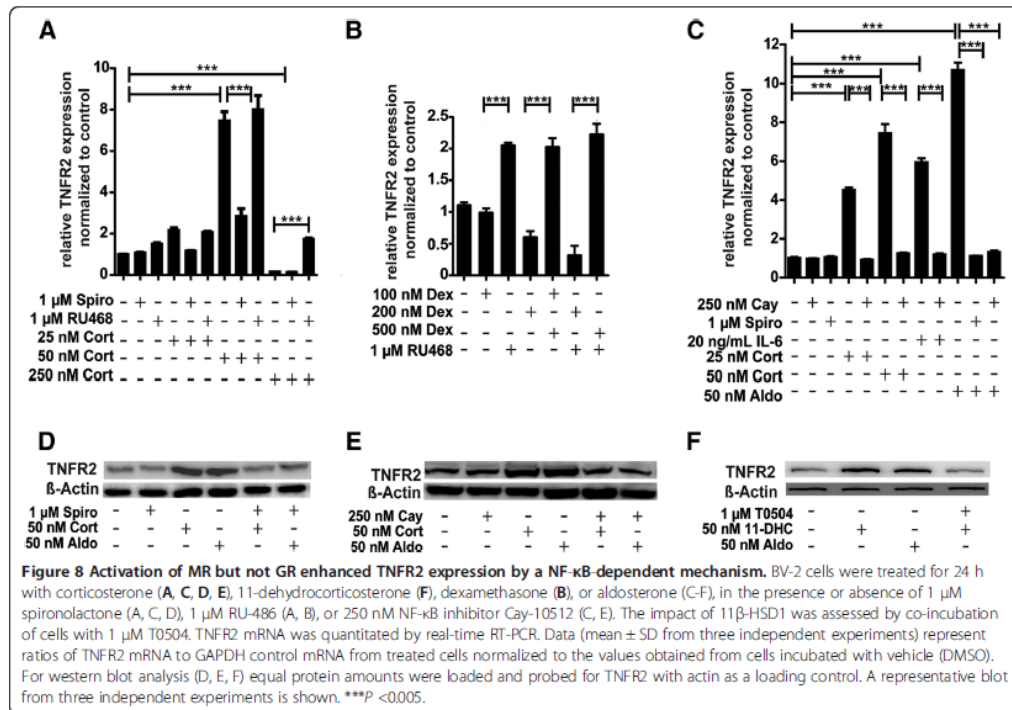 A
relative TNFR2 expression
normalized to control
10
8
6
4
2
0
***
*** ***
***
1 µM Spiro - + - - + - - + - - + -
1 µM RU468 - - + - - + - - + - - +
25 nM Cort - - - + + + - - - - - -
50 nM Cort - - - - - - + + + - - -
250 nM Cort - - - - - - - - - + + +
B
relative TNFR2 expression
normalized to control
2.5
2
1.5
1
0.5
0
*** *** ***
100 nM Dex - + - - + - -
200 nM Dex - - - + - + -
500 nM Dex - - - - - - +
1 µM RU468 - - + - - + +
C
relative TNFR2 expression
normalized to control
12
10
8
6
4
2
0
*** ***
***
***
***
*** *** *** ***
250 nM Cay - + - - + - + - + - - +
1 µM Spiro - - + - - - - - - - + -
20 ng/mL IL-6 - - - - - - - + + - - -
25 nM Cort - - - + + - - - - - - -
50 nM Cort - - - - - + + - - - - -
50 nM Aldo - - - - - - - - - + + +
D
TNFR2
ß-Actin
1 µM Spiro - + - - + +
50 nM Cort - - + - + -
50 nM Aldo - - - + - +
E
TNFR2
ß-Actin
250 nM Cay - + - - + +
50 nM Cort - - + - + -
50 nM Aldo - - - + - +
F
TNFR2
ß-Actin
1 µM T0504 - - - +
50 nM 11-DHC - + - +
50 nM Aldo - - + -
Figure 8 Activation of MR but not GR enhanced TNFR2 expression by a NF-κB-dependent mechanism. BV-2 cells were treated for 24 h
with corticosterone (A, C, D, E), 11-dehydrocorticosterone (F), dexamethasone (B), or aldosterone (C-F), in the presence or absence of 1 µM
spironolactone (A, C, D), 1 µM RU-486 (A, B), or 250 nM NF-κB inhibitor Cay-10512 (C, E). The impact of 11β-HSD1 was assessed by co-incubation
of cells with 1 µM T0504. TNFR2 mRNA was quantitated by real-time RT-PCR. Data (mean ± SD from three independent experiments) represent
ratios of TNFR2 mRNA to GAPDH control mRNA from treated cells normalized to the values obtained from cells incubated with vehicle (DMSO).
For western blot analysis (D, E, F) equal protein amounts were loaded and probed for TNFR2 with actin as a loading control. A representative blot
from three independent experiments is shown. ***P <0.005.